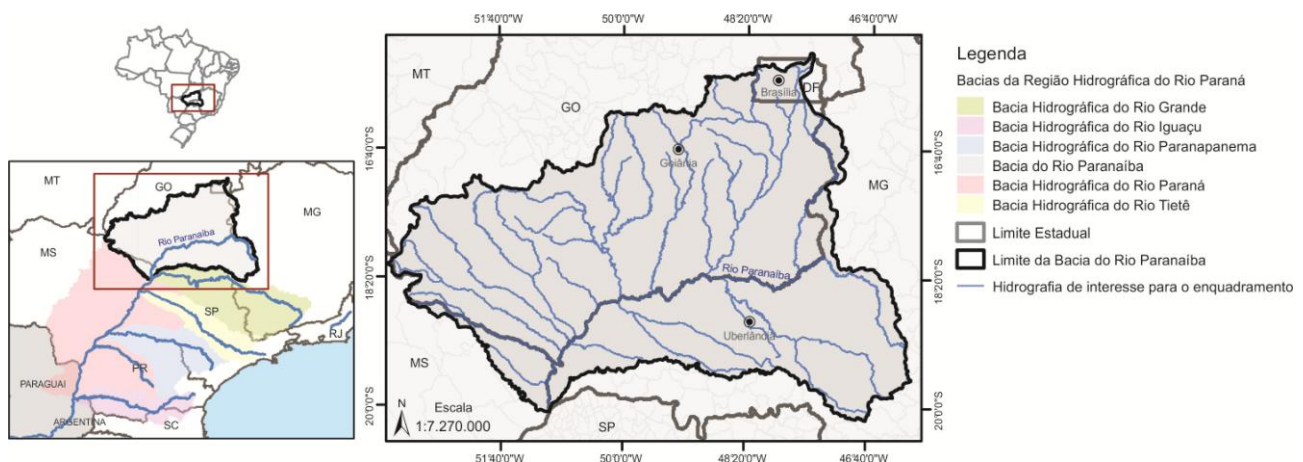 MT
GO
MG
MS
Rio Paranaíba
SP
RJ
PR
PARAGUAI
ARGENTINA
SC
51°40'0"W
50°0'0"W
48°20'0"W
46°40'0"W
16°40'0"S
18°20'0"S
20°0'0"S
MT
GO
Brasília
DF
Goiânia
MG
Rio Paranaíba
Uberlândia
MS
SP
N
Escala
1:7.270.000
16°40'0"S
18°20'0"S
20°0'0"S
51°40'0"W
50°0'0"W
48°20'0"W
46°40'0"W
Legenda
Bacias da Região Hidrográfica do Rio Paraná
Bacia Hidrográfica do Rio Grande
Bacia Hidrográfica do Rio Iguaçu
Bacia Hidrográfica do Rio Paranapanema
Bacia do Rio Paranaíba
Bacia Hidrográfica do Rio Paraná
Bacia Hidrográfica do Rio Tietê
Limite Estadual
Limite da Bacia do Rio Paranaíba
Hidrografia de interesse para o enquadramento